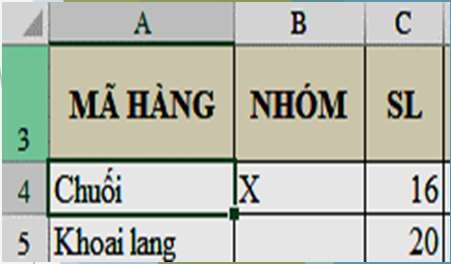 A B C
3 MÃ HÀNG NHÓM SL
4 Chuối X 16
5 Khoai lang 20